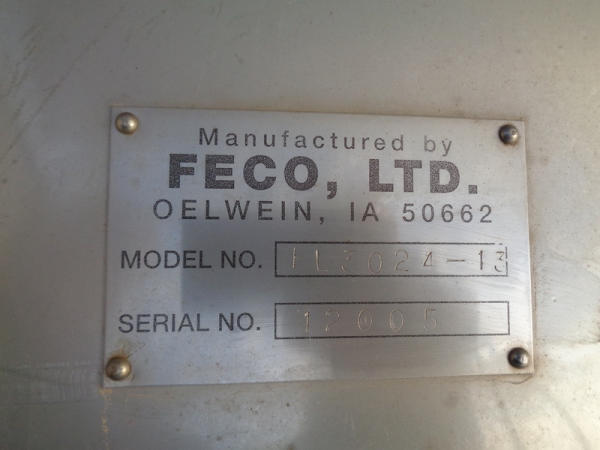 Manufactured by
FECO, LTD.
OELWEIN, IA 50662
MODEL NO.
SERIAL NO. 12005